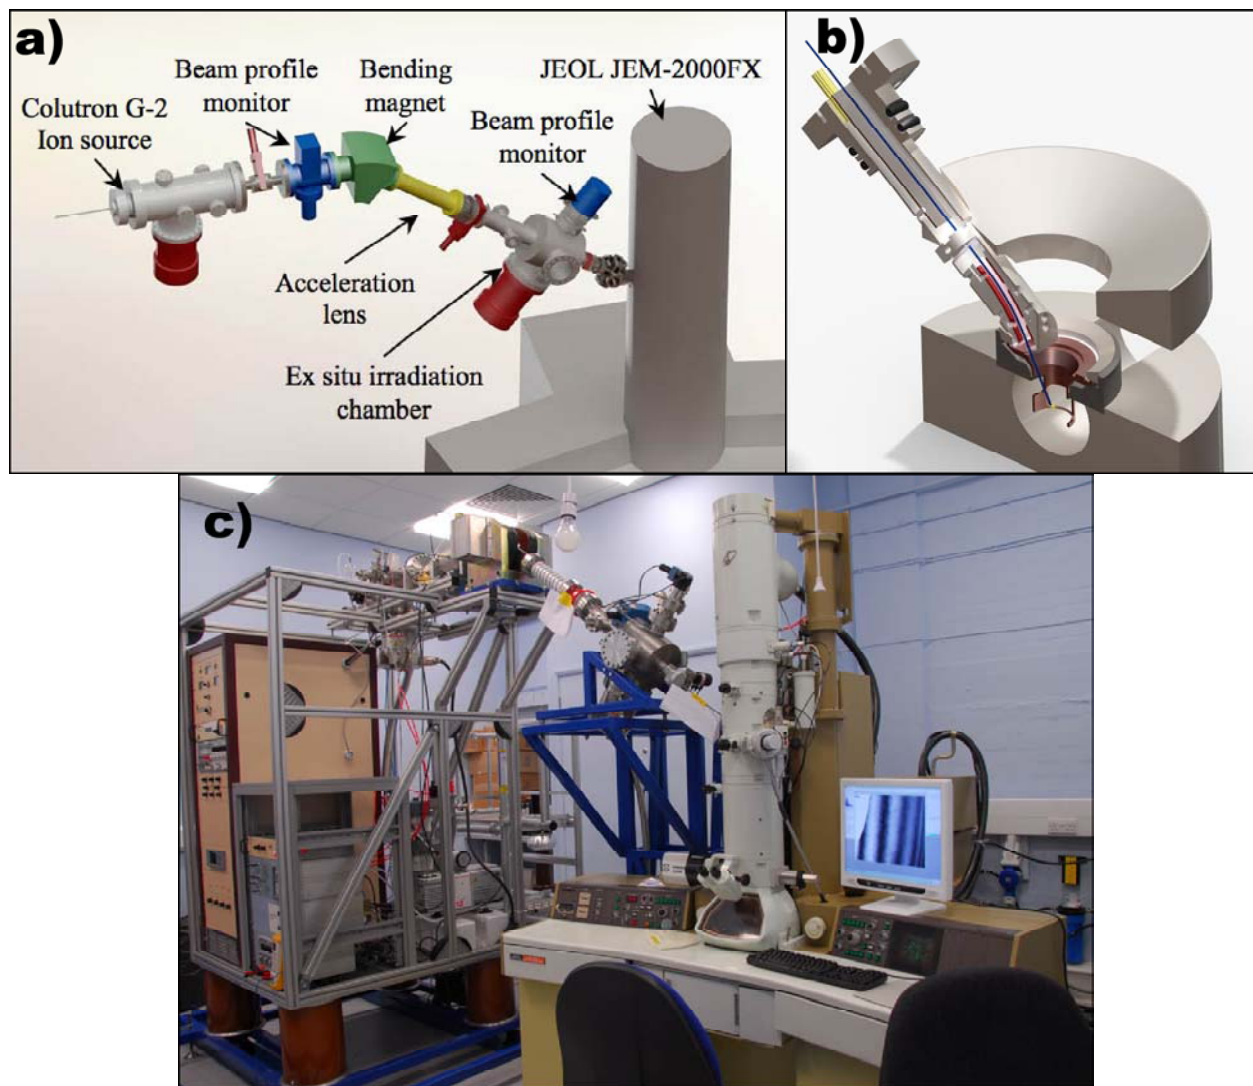 a)
Beam profile
monitor
Bending
magnet
JEOL JEM-2000FX
Colutron G-2
Ion source
Beam profile
monitor
Acceleration
lens
Ex situ irradiation
chamber
b)
c)